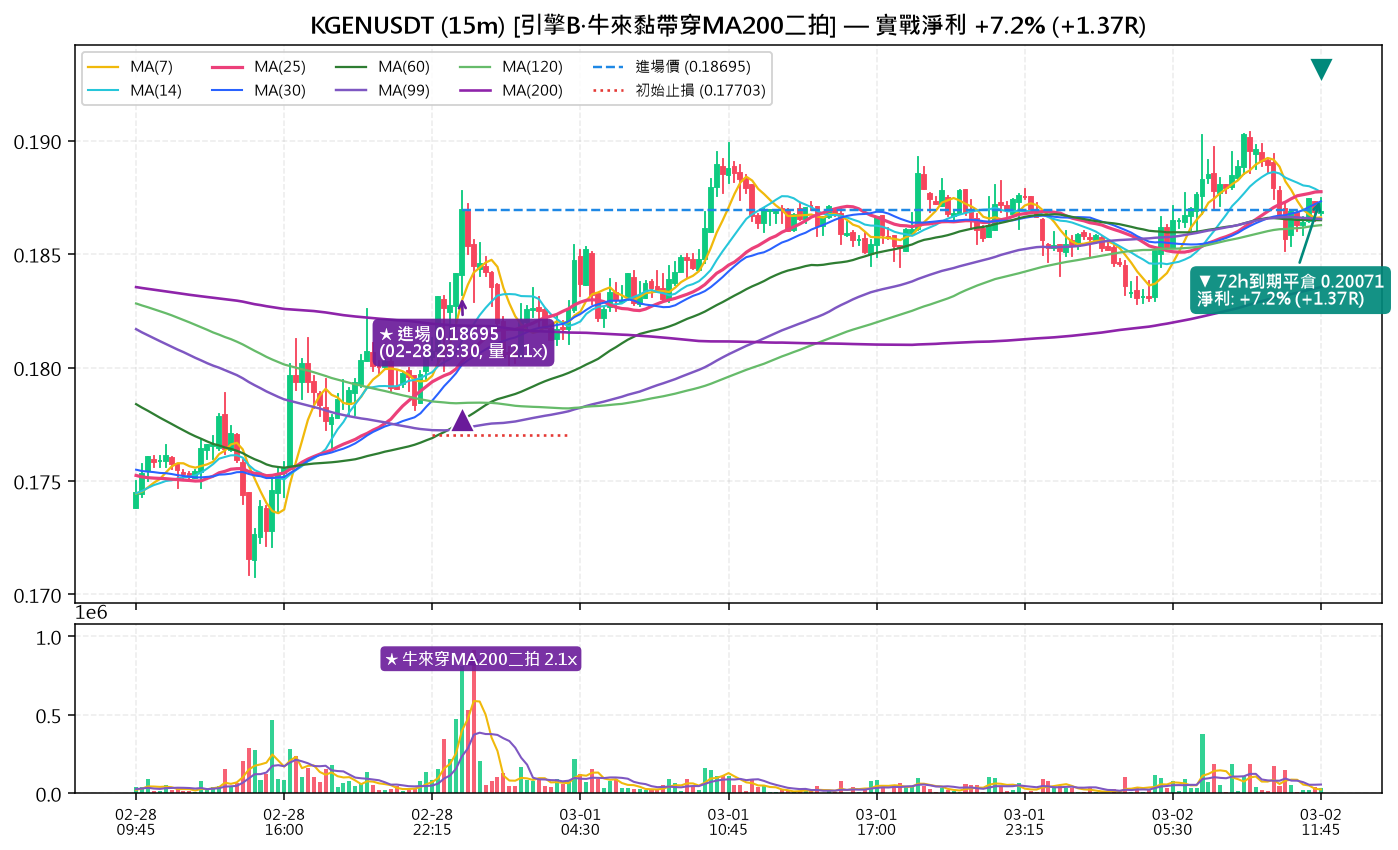 KGENUSDT (15m) [引擎B·牛來黏帶穿MA200二拍] — 實戰淨利 +7.2% (+1.37R)
MA(7)
MA(14)
MA(25)
MA(30)
MA(60)
MA(99)
MA(120)
MA(200)
進場價 (0.18695)
初始止損 (0.17703)
0.190
0.185
0.180
0.175
0.170
★ 進場 0.18695
(02-28 23:30, 量 2.1x)
▼ 72h到期平倉 0.20071
淨利: +7.2% (+1.37R)
1e6
1.0
0.5
0.0
★ 牛來穿MA200二拍 2.1x
02-28
09:45
02-28
16:00
02-28
22:15
03-01
04:30
03-01
10:45
03-01
17:00
03-01
23:15
03-02
05:30
03-02
11:45